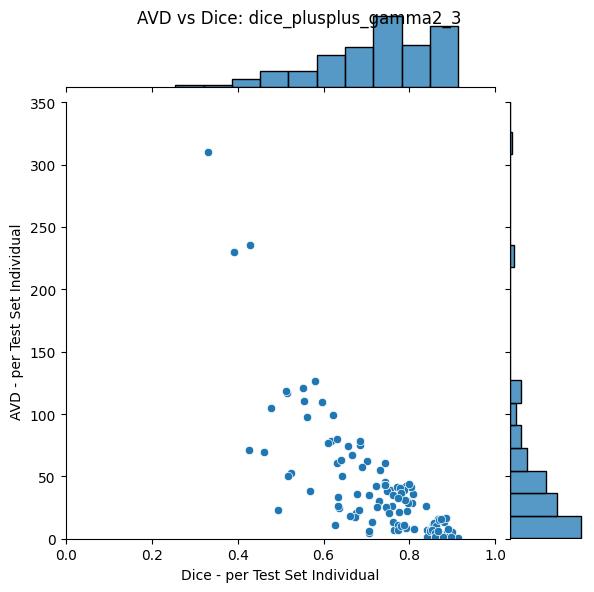 AVD vs Dice: dice_plusplus_gamma2_3
350
300
250
200
150
100
50
0
AVD - per Test Set Individual
0.0 0.2 0.4 0.6 0.8 1.0
Dice - per Test Set Individual